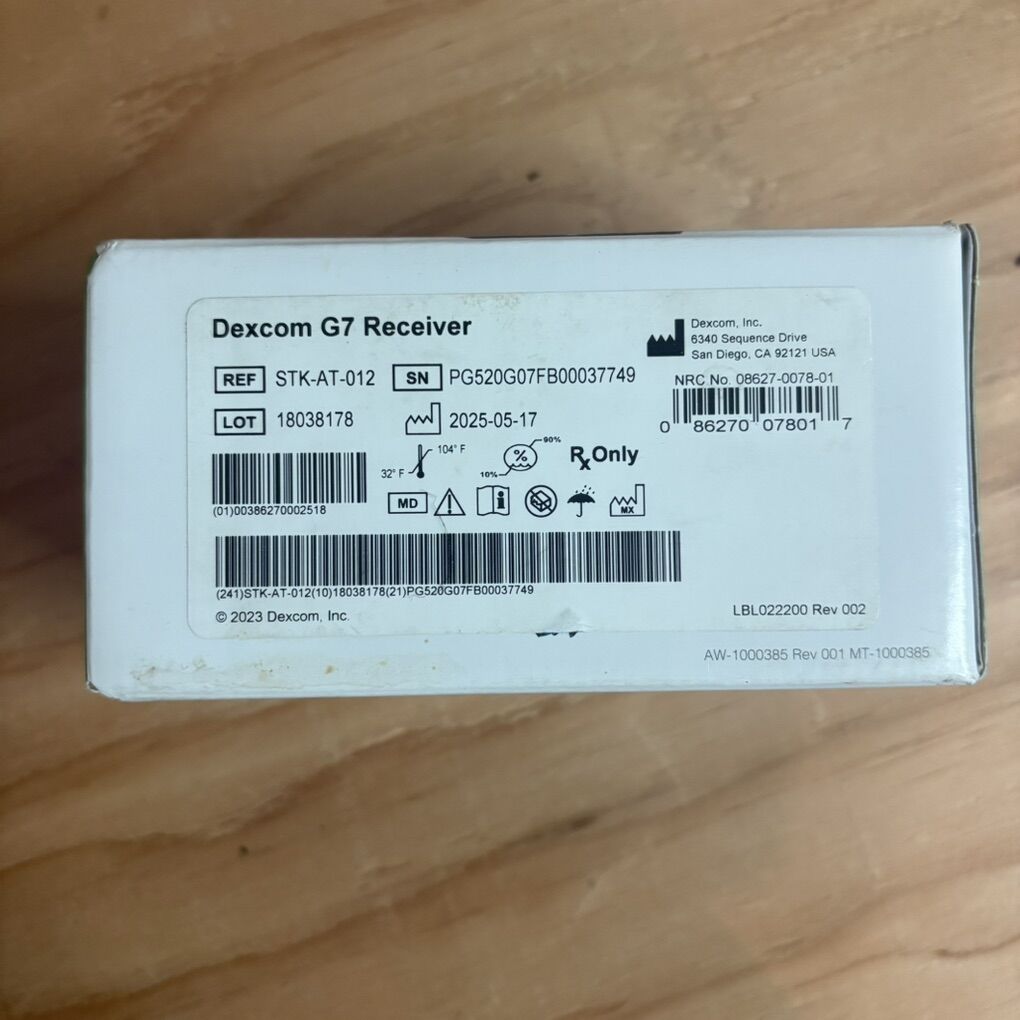 Dexcom G7 Receiver
Dexcom, Inc.
6340 Sequence Drive
San Diego, CA 92121 USA
REF STK-AT-012 SN PG520G07FB00037749
NRC No. 08627-0078-01
LOT 18038178 2025-05-17
0 86270 07801 7
32° F 104° F 10% % 90% Rx Only
(01)00386270002518
MD MX
(241)STK-AT-012(10)18038178(21)PG520G07FB00037749
© 2023 Dexcom, Inc.
LBL022200 Rev 002
AW-1000385 Rev 001 MT-1000385